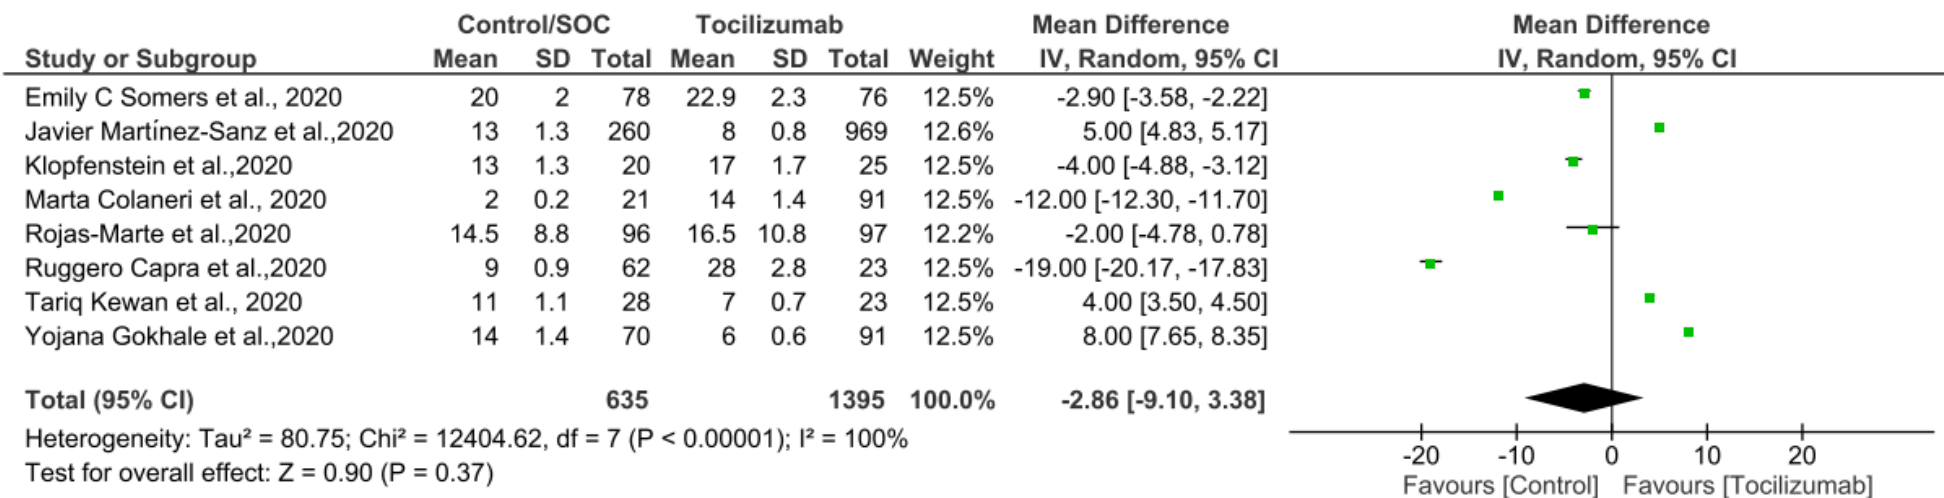 Control/SOC Tocilizumab Mean Difference Mean Difference
Study or Subgroup Mean SD Total Mean SD Total Weight IV, Random, 95% CI IV, Random, 95% CI
Emily C Somers et al., 2020 20 2 78 22.9 2.3 76 12.5% -2.90 [-3.58, -2.22]
Javier Martínez-Sanz et al.,2020 13 1.3 260 8 0.8 969 12.6% 5.00 [4.83, 5.17]
Klopfenstein et al.,2020 13 1.3 20 17 1.7 25 12.5% -4.00 [-4.88, -3.12]
Marta Colaneri et al., 2020 2 0.2 21 14 1.4 91 12.5% -12.00 [-12.30, -11.70]
Rojas-Marte et al.,2020 14.5 8.8 96 16.5 10.8 97 12.2% -2.00 [-4.78, 0.78]
Ruggero Capra et al.,2020 9 0.9 62 28 2.8 23 12.5% -19.00 [-20.17, -17.83]
Tariq Kewan et al., 2020 11 1.1 28 7 0.7 23 12.5% 4.00 [3.50, 4.50]
Yojana Gokhale et al.,2020 14 1.4 70 6 0.6 91 12.5% 8.00 [7.65, 8.35]
Total (95% CI) 635 1395 100.0% -2.86 [-9.10, 3.38]
Heterogeneity: Tau² = 80.75; Chi² = 12404.62, df = 7 (P < 0.00001); I² = 100%
Test for overall effect: Z = 0.90 (P = 0.37)
-20 -10 0 10 20
Favours [Control] Favours [Tocilizumab]